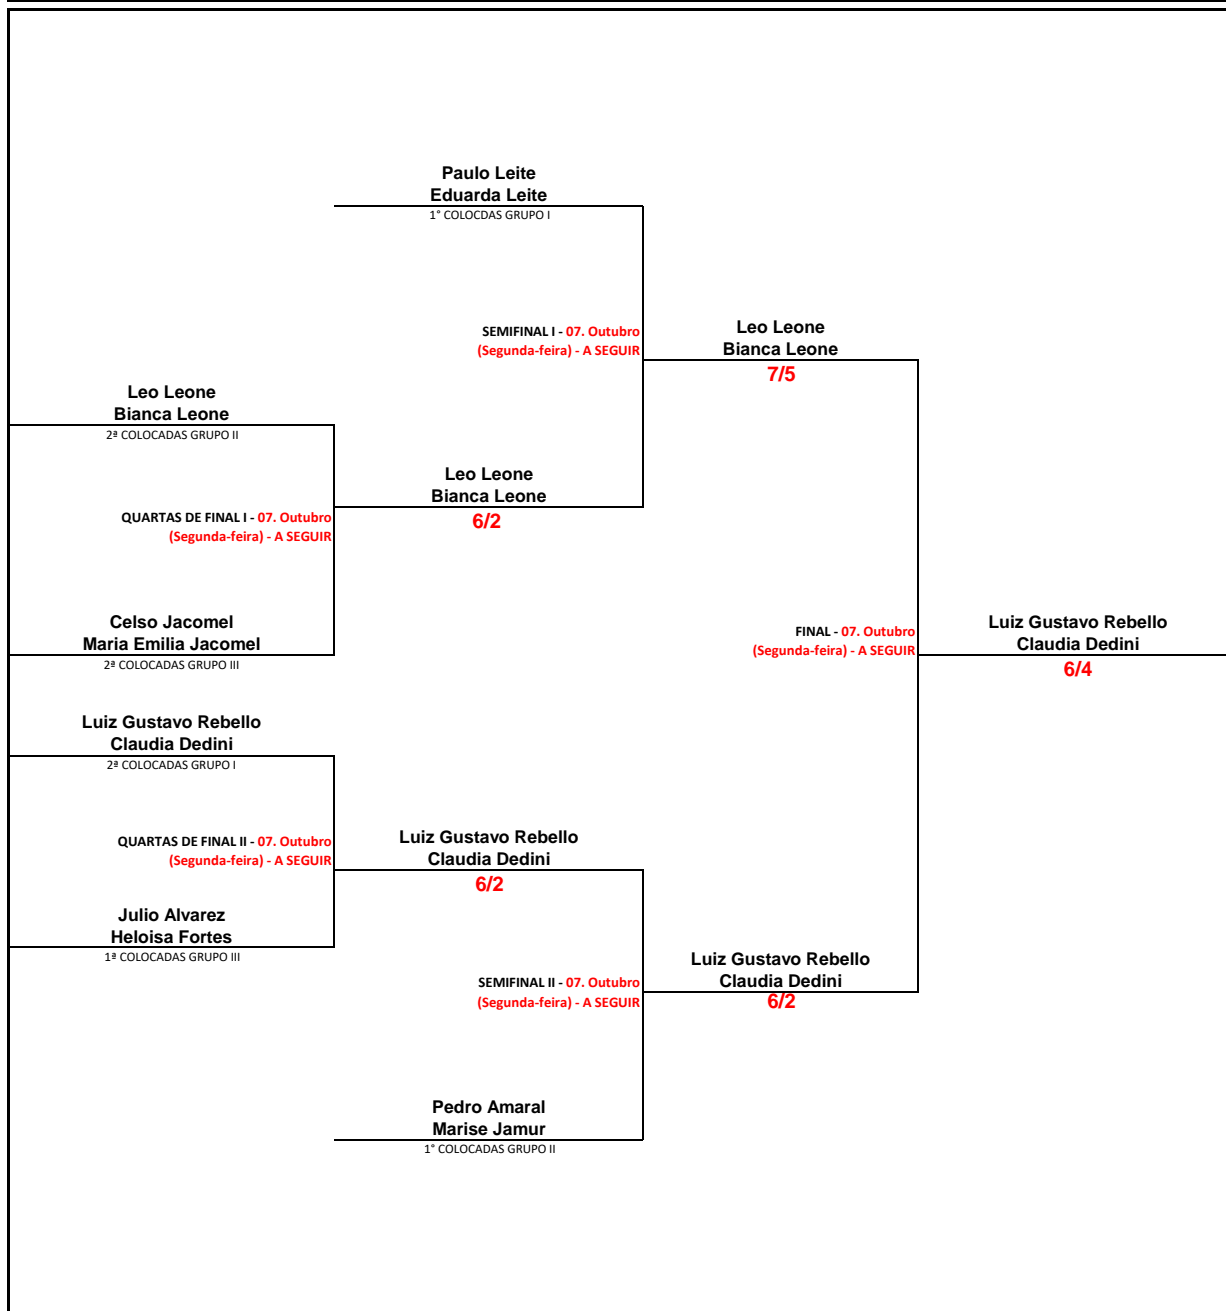 Paulo Leite
Eduarda Leite
1° COLOCDAS GRUPO I
SEMIFINAL I - 07. Outubro
(Segunda-feira) - A SEGUIR
Leo Leone
Bianca Leone
7/5
Leo Leone
Bianca Leone
2ª COLOCADAS GRUPO II
QUARTAS DE FINAL I - 07. Outubro
(Segunda-feira) - A SEGUIR
Leo Leone
Bianca Leone
6/2
Celso Jacomel
Maria Emilia Jacomel
2ª COLOCADAS GRUPO III
FINAL - 07. Outubro
(Segunda-feira) - A SEGUIR
Luiz Gustavo Rebello
Claudia Dedini
6/4
Luiz Gustavo Rebello
Claudia Dedini
2ª COLOCADAS GRUPO I
QUARTAS DE FINAL II - 07. Outubro
(Segunda-feira) - A SEGUIR
Luiz Gustavo Rebello
Claudia Dedini
6/2
Julio Alvarez
Heloisa Fortes
1ª COLOCADAS GRUPO III
SEMIFINAL II - 07. Outubro
(Segunda-feira) - A SEGUIR
Luiz Gustavo Rebello
Claudia Dedini
6/2
Pedro Amaral
Marise Jamur
1° COLOCADAS GRUPO II